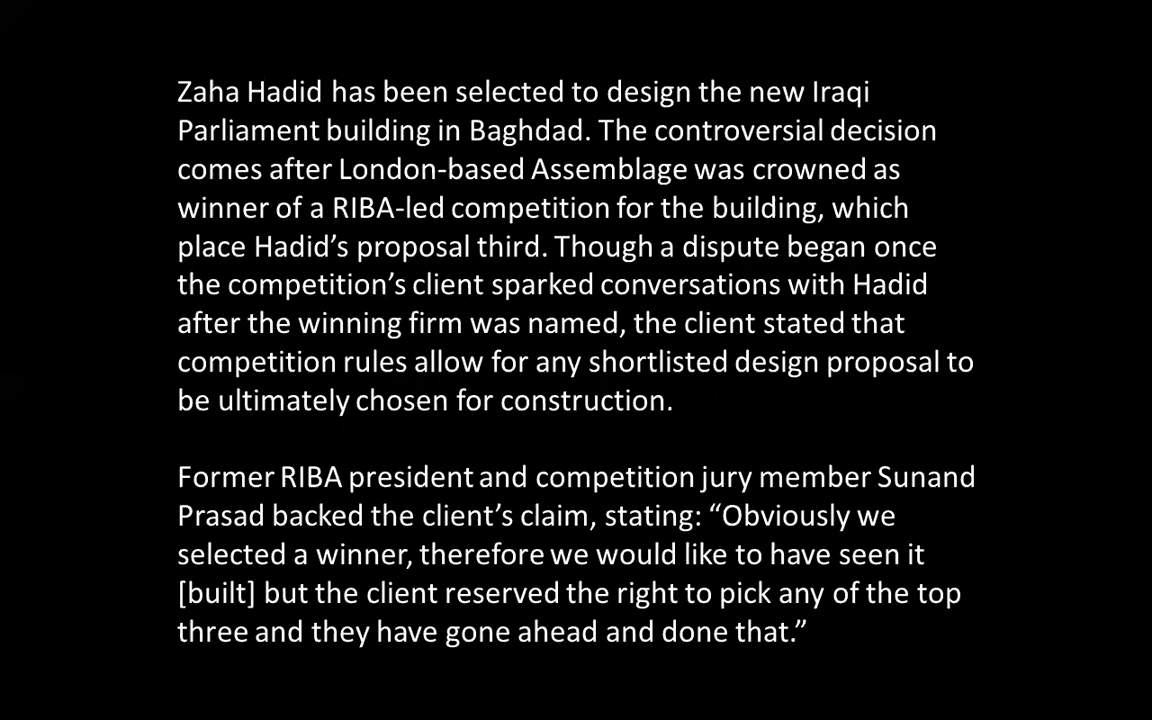 Zaha Hadid has been selected to design the new Iraqi
Parliament building in Baghdad. The controversial decision
comes after London-based Assemblage was crowned as
winner of a RIBA-led competition for the building, which
place Hadid’s proposal third. Though a dispute began once
the competition’s client sparked conversations with Hadid
after the winning firm was named, the client stated that
competition rules allow for any shortlisted design proposal to
be ultimately chosen for construction.
Former RIBA president and competition jury member Sunand
Prasad backed the client’s claim, stating: “Obviously we
selected a winner, therefore we would like to have seen it
[built] but the client reserved the right to pick any of the top
three and they have gone ahead and done that.”